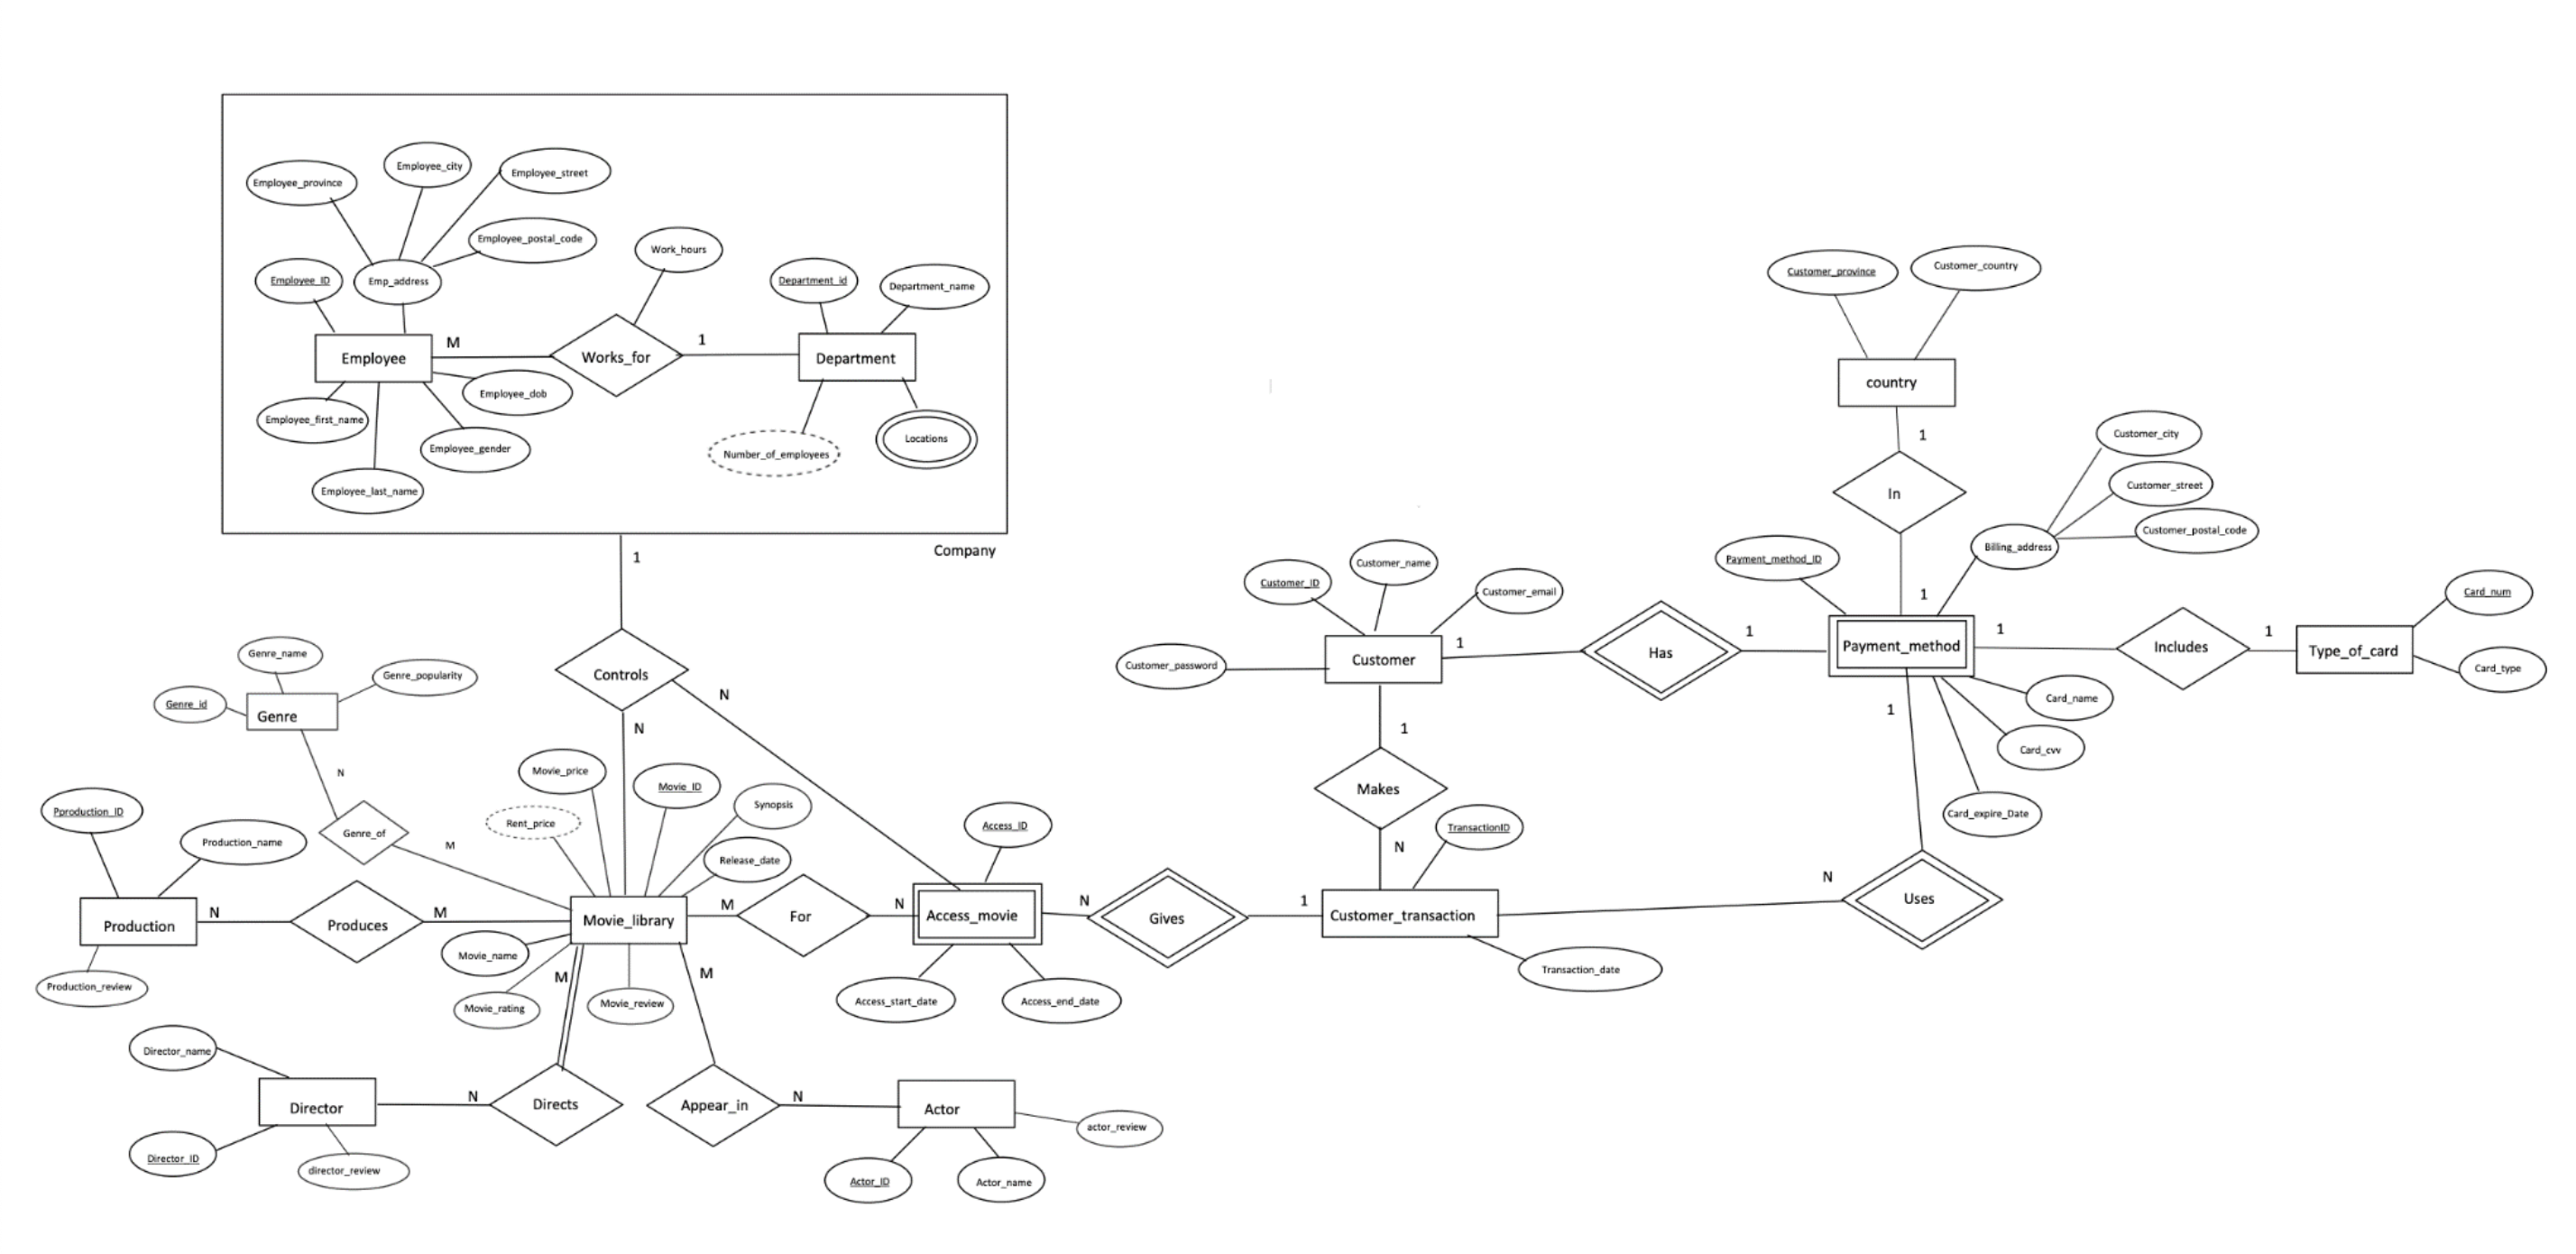 Employee_province
Employee_city
Employee_street
Employee_postal_code
Employee_ID
Emp_address
Work_hours
Department_id
Department_name
Employee
M
Works_for
1
Department
Employee_dob
Employee_first_name
Employee_gender
Employee_last_name
Number_of_employees
Locations
Company
1
Controls
N
N
Genre_name
Genre_popularity
Genre_id
Genre
N
Genre_of
M
Pproduction_ID
Production_name
Production
N
Produces
M
Production_review
Movie_price
Movie_ID
Rent_price
Synopsis
Release_date
Movie_library
Movie_name
Movie_rating
Movie_review
M
For
N
Access_ID
Access_movie
Access_start_date
Access_end_date
N
Gives
1
M
M
Director_name
Director
N
Directs
Director_ID
director_review
Appear_in
N
Actor
actor_review
Actor_ID
Actor_name
Customer_ID
Customer_name
Customer_email
Customer_password
Customer
1
Has
1
1
Makes
N
TransactionID
Customer_transaction
Transaction_date
Customer_province
Customer_country
country
1
In
1
Customer_city
Customer_street
Customer_postal_code
Billing_address
Payment_method_ID
Payment_method
1
Includes
1
Type_of_card
Card_num
Card_type
Card_name
Card_cvv
Card_expire_Date
1
N
Uses